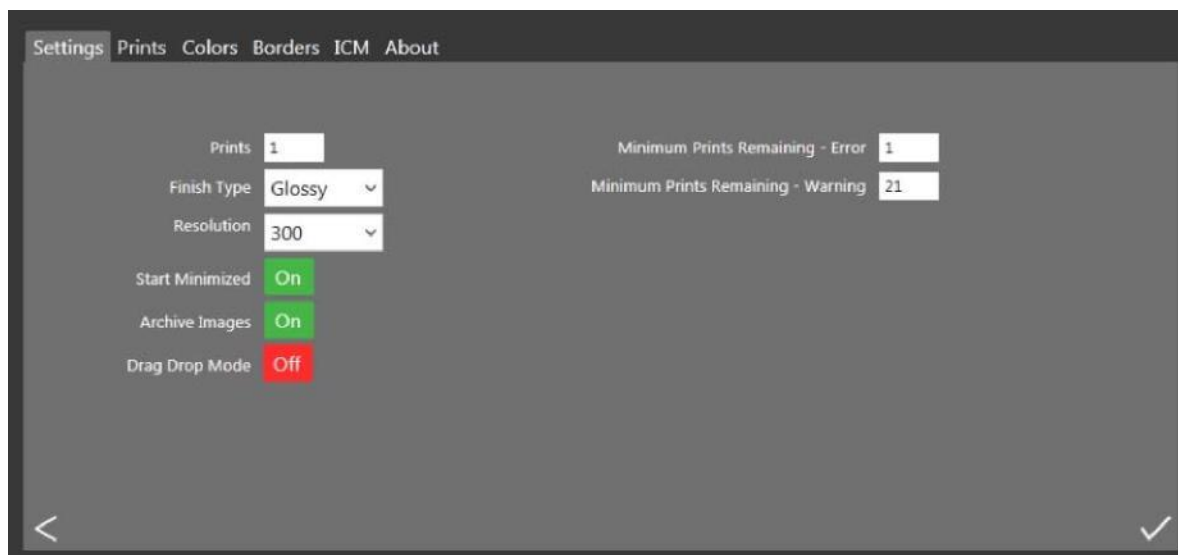 Settings Prints Colors Borders ICM About
Prints 1
Finish Type Glossy
Resolution 300
Start Minimized On
Archive Images On
Drag Drop Mode Off
Minimum Prints Remaining - Error 1
Minimum Prints Remaining - Warning 21